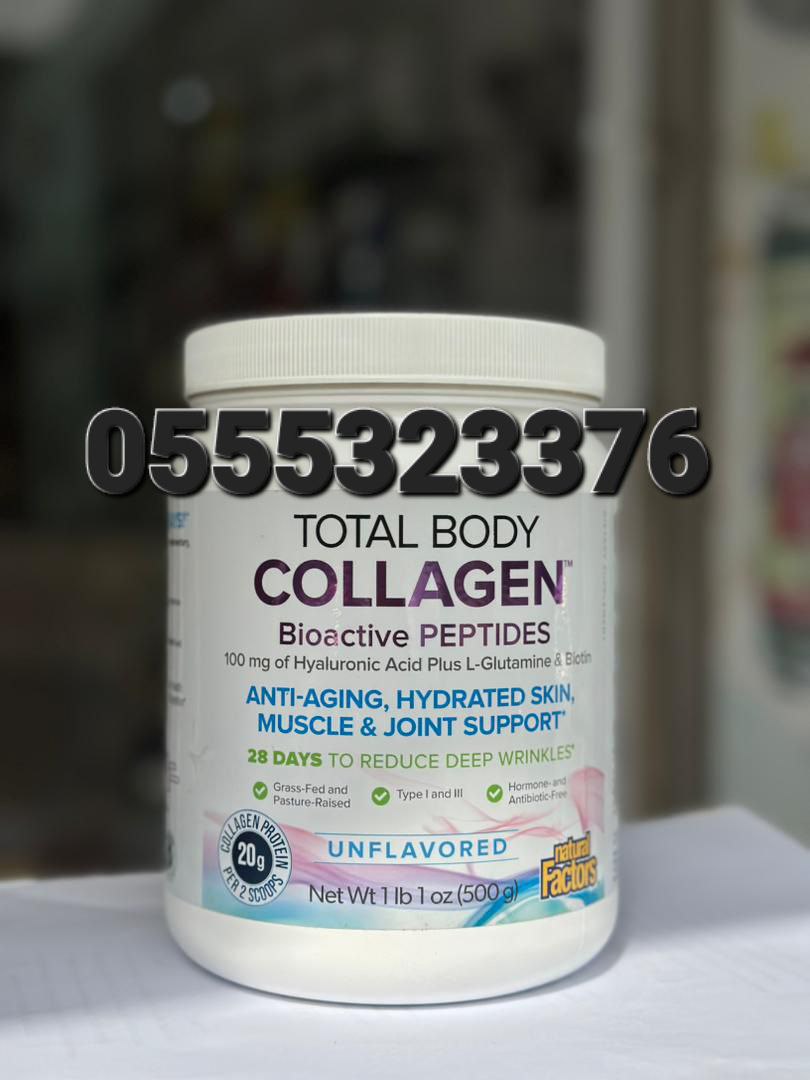 0555323376
TOTAL BODY
COLLAGEN™
Bioactive PEPTIDES
100 mg of Hyaluronic Acid Plus L-Glutamine & Biotin
ANTI-AGING, HYDRATED SKIN,
MUSCLE & JOINT SUPPORT*
28 DAYS TO REDUCE DEEP WRINKLES*
Grass-Fed and
Pasture-Raised
Type I and III
Hormone- and
Antibiotic-Free
COLLAGEN PROTEIN
20g
PER 2 SCOOPS
UNFLAVORED
natural
Factors
Net Wt 1 lb 1 oz (500 g)